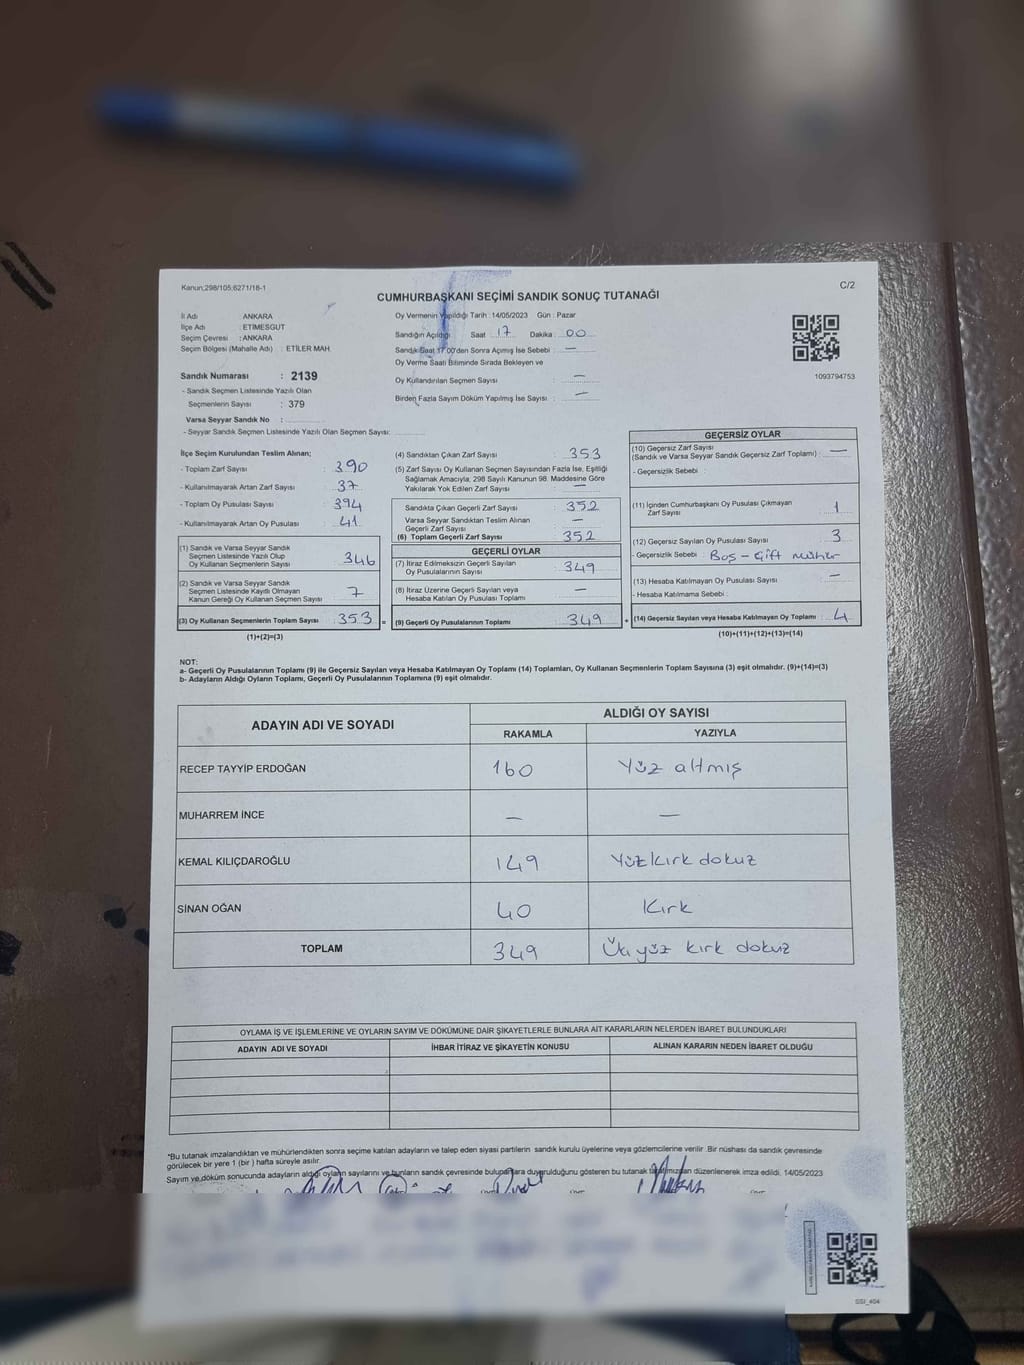 Kanun;298/105;6271/18-1
C/2
CUMHURBAŞKANI SEÇİMİ SANDIK SONUÇ TUTANAĞI
İl Adı : ANKARA
İlçe Adı : ETİMESGUT
Seçim Çevresi : ANKARA
Seçim Bölgesi (Mahalle Adı) : ETİLER MAH.
Sandık Numarası : 2139
- Sandık Seçmen Listesinde Yazılı Olan
Seçmenlerin Sayısı : 379
Varsa Seyyar Sandık No :
- Seyyar Sandık Seçmen Listesinde Yazılı Olan Seçmen Sayısı:
Oy Vermenin Yapıldığı Tarih : 14/05/2023 Gün : Pazar
Sandığın Açıldığı Saat : 17 Dakika : 00
Sandık Saat 17:00'den Sonra Açımış İse Sebebi : —
Oy Verme Saati Bitiminde Sırada Bekleyen ve
Oy Kullandırılan Seçmen Sayısı : —
Birden Fazla Sayım Döküm Yapılmış İse Sayısı : —
1093794753
İlçe Seçim Kurulundan Teslim Alınan;
- Toplam Zarf Sayısı : 390
- Kullanılmayarak Artan Zarf Sayısı : 37
- Toplam Oy Pusulası Sayısı : 394
- Kullanılmayarak Artan Oy Pusulası : 41
(1) Sandık ve Varsa Seyyar Sandık
Seçmen Listesinde Yazılı Olup
Oy Kullanan Seçmenlerin Sayısı : 346
(2) Sandık ve Varsa Seyyar Sandık
Seçmen Listesinde Kayıtlı Olmayan
Kanun Gereği Oy Kullanan Seçmen Sayısı : 7
(3) Oy Kullanan Seçmenlerin Toplam Sayısı : 353 =
(1)+(2)=(3)
(4) Sandıktan Çıkan Zarf Sayısı : 353
(5) Zarf Sayısı Oy Kullanan Seçmen Sayısından Fazla İse, Eşitliği
Sağlamak Amacıyla; 298 Sayılı Kanunun 98. Maddesine Göre
Yakılarak Yok Edilen Zarf Sayısı : —
Sandıkta Çıkan Geçerli Zarf Sayısı : 352
Varsa Seyyar Sandıktan Teslim Alınan
Geçerli Zarf Sayısı : —
(6) Toplam Geçerli Zarf Sayısı : 352
GEÇERLİ OYLAR
(7) İtiraz Edilmeksizin Geçerli Sayılan
Oy Pusulalarının Sayısı : 349
(8) İtiraz Üzerine Geçerli Sayılan veya
Hesaba Katılan Oy Pusulası Toplamı : —
(9) Geçerli Oy Pusulalarının Toplamı : 349 +
GEÇERSİZ OYLAR
(10) Geçersiz Zarf Sayısı
(Sandık ve Varsa Seyyar Sandık Geçersiz Zarf Toplamı) : —
- Geçersizlik Sebebi :
(11) İçinden Cumhurbaşkanı Oy Pusulası Çıkmayan
Zarf Sayısı : 1
(12) Geçersiz Sayılan Oy Pusulası Sayısı : 3
- Geçersizlik Sebebi : Boş - Çift mühür
(13) Hesaba Katılmayan Oy Pusulası Sayısı : —
- Hesaba Katılmama Sebebi :
(14) Geçersiz Sayılan veya Hesaba Katılmayan Oy Toplamı : 4
(10)+(11)+(12)+(13)=(14)
NOT:
a- Geçerli Oy Pusulalarının Toplamı (9) ile Geçersiz Sayılan veya Hesaba Katılmayan Oy Toplamı (14) Toplamları, Oy Kullanan Seçmenlerin Toplam Sayısına (3) eşit olmalıdır. (9)+(14)=(3)
b- Adayların Aldığı Oyların Toplamı, Geçerli Oy Pusulalarının Toplamına (9) eşit olmalıdır.
ADAYIN ADI VE SOYADI ALDIĞI OY SAYISI
RAKAMLA YAZIYLA
RECEP TAYYİP ERDOĞAN 160 Yüz altmış
MUHARREM İNCE — —
KEMAL KILIÇDAROĞLU 149 Yüz kırk dokuz
SİNAN OĞAN 40 Kırk
TOPLAM 349 Üç yüz kırk dokuz
OYLAMA İŞ VE İŞLEMLERİNE VE OYLARIN SAYIM VE DÖKÜMÜNE DAİR ŞİKAYETLERLE BUNLARA AİT KARARLARIN NELERDEN İBARET BULUNDUKLARI
ADAYIN ADI VE SOYADI İHBAR İTİRAZ VE ŞİKAYETİN KONUSU ALINAN KARARIN NEDEN İBARET OLDUĞU
*Bu tutanak imzalandıktan ve mühürlendikten sonra seçime katılan adayların ve talep eden siyasi partilerin sandık kurulu üyelerine veya gözlemcilerine verilir. Bir nüshası da sandık çevresinde
görülecek bir yere 1 (bir) hafta süreyle asılır.
Sayım ve döküm sonucunda adayların aldığı oyların sayılarını ve bunların sandık çevresinde duyurulduğunu gösteren bu tutanak düzenlenerek imza edildi. 14/05/2023
SSI_404